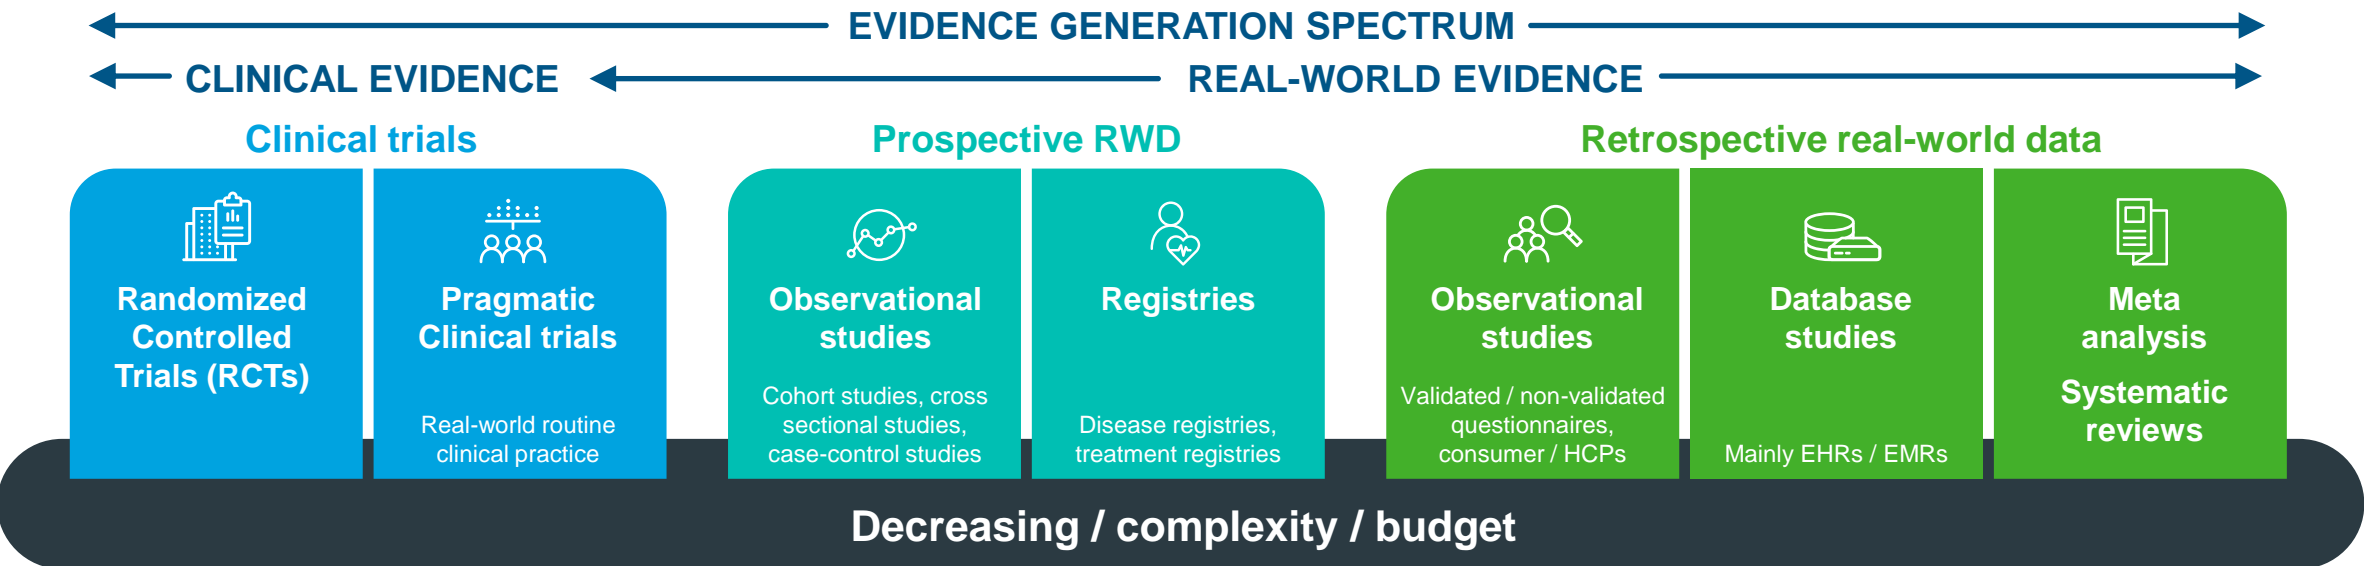 EVIDENCE GENERATION SPECTRUM
CLINICAL EVIDENCE
REAL-WORLD EVIDENCE
Clinical trials
Prospective RWD
Retrospective real-world data
Randomized
Controlled
Trials (RCTs)
Pragmatic
Clinical trials
Real-world routine
clinical practice
Observational
studies
Cohort studies, cross
sectional studies,
case-control studies
Registries
Disease registries,
treatment registries
Observational
studies
Validated / non-validated
questionnaires,
consumer / HCPs
Database
studies
Mainly EHRs / EMRs
Meta
analysis
Systematic
reviews
Decreasing / complexity / budget